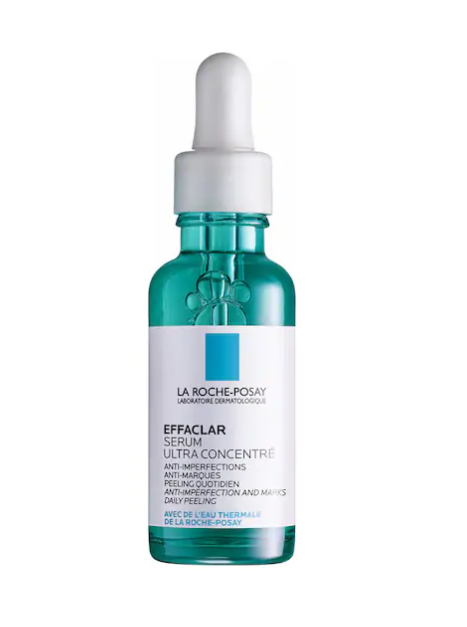 LA ROCHE-POSAY
LABORATOIRE DERMATOLOGIQUE
EFFACLAR
SERUM
ULTRA CONCENTRÉ
ANTI-IMPERFECTIONS
ANTI-MARQUES
PEELING QUOTIDIEN
ANTI-IMPERFECTION AND MARKS
DAILY PEELING
AVEC DE L'EAU THERMALE
DE LA ROCHE-POSAY